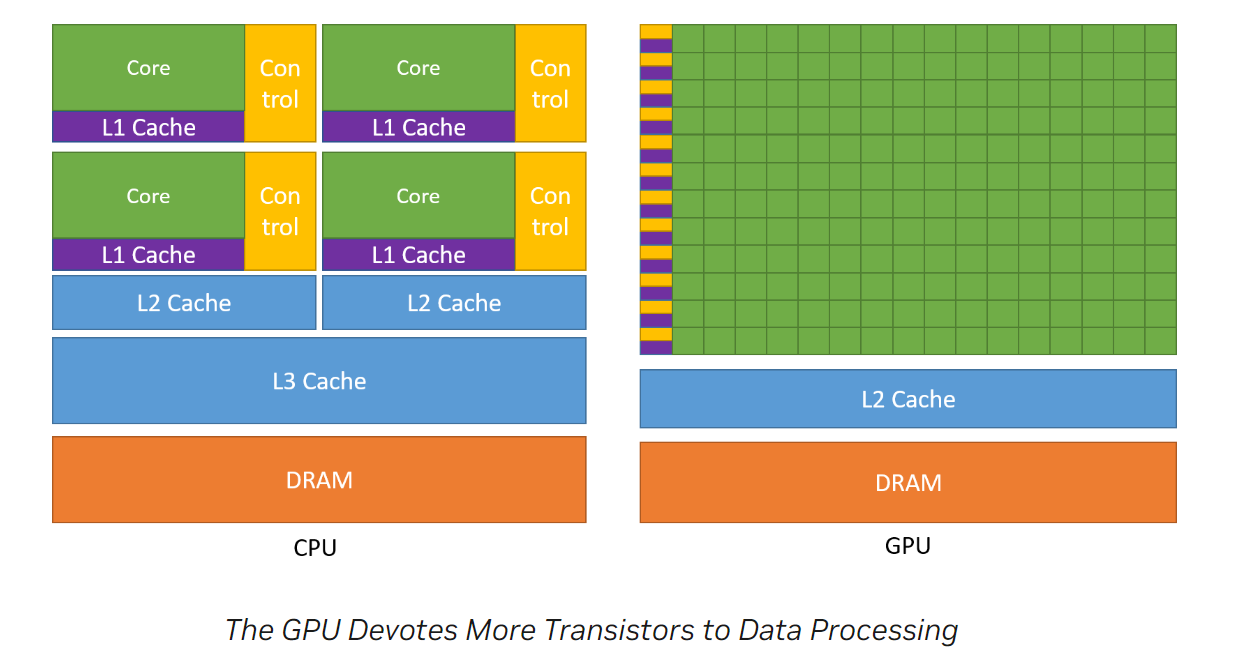 Core
Con
trol
L1 Cache
Core
Con
trol
L1 Cache
Core
Con
trol
L1 Cache
Core
Con
trol
L1 Cache
L2 Cache
L2 Cache
L3 Cache
DRAM
CPU
L2 Cache
DRAM
GPU
The GPU Devotes More Transistors to Data Processing